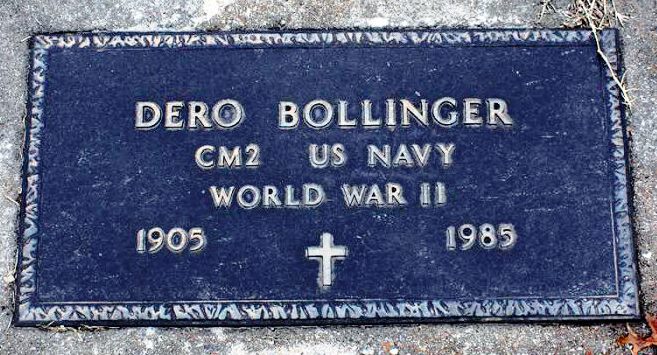 DERO BOLLINGER
CM2 US NAVY
WORLD WAR II
1905 1985